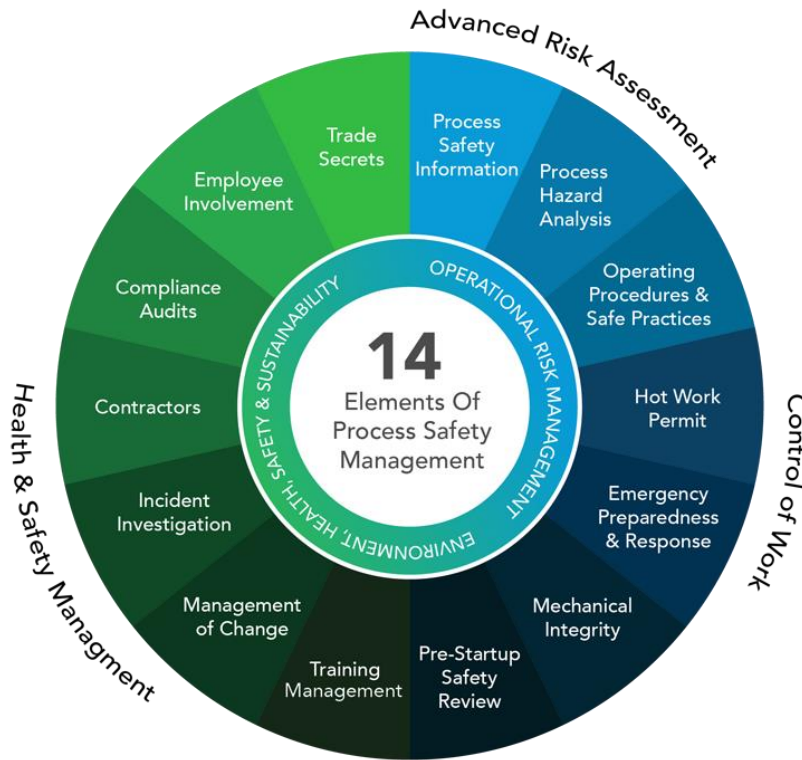 Advanced Risk Assessment
Process
Safety
Information
Process
Hazard
Analysis
Operating
Procedures &
Safe Practices
Hot Work
Permit
Emergency
Preparedness
& Response
Mechanical
Integrity
Pre-Startup
Safety
Review
Training
Management
Management
of Change
Incident
Investigation
Contractors
Compliance
Audits
Employee
Involvement
Trade
Secrets
Control of Work
Health & Safety Managment
OPERATIONAL RISK MANAGEMENT
ENVIRONMENT, HEALTH, SAFETY & SUSTAINABILITY
14
Elements Of
Process Safety
Management